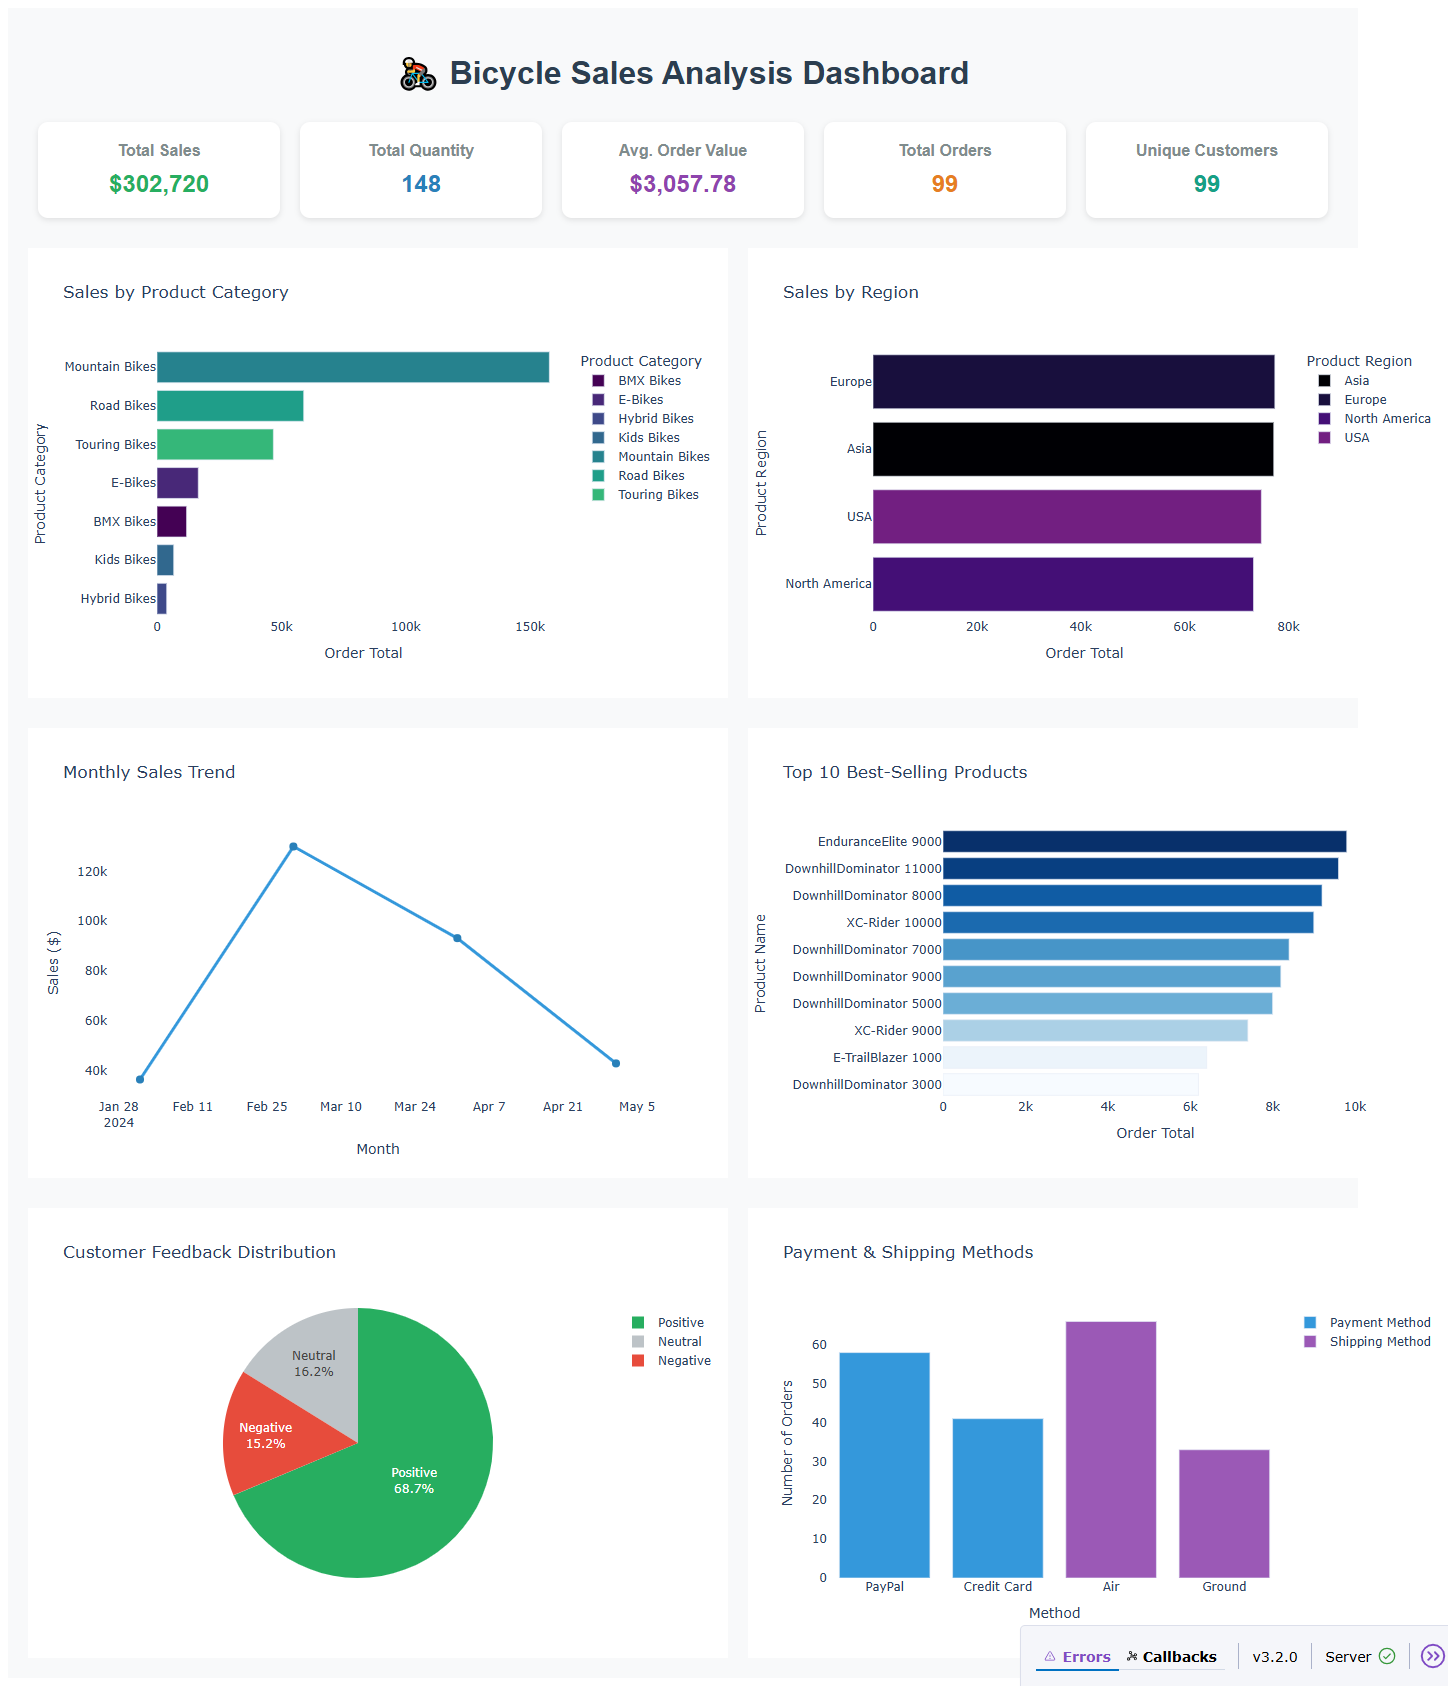 Bicycle Sales Analysis Dashboard
Total Sales
$302,720
Total Quantity
148
Avg. Order Value
$3,057.78
Total Orders
99
Unique Customers
99
Sales by Product Category
Product Category
Mountain Bikes
Road Bikes
Touring Bikes
E-Bikes
BMX Bikes
Kids Bikes
Hybrid Bikes
0 50k 100k 150k
Order Total
Product Category
BMX Bikes
E-Bikes
Hybrid Bikes
Kids Bikes
Mountain Bikes
Road Bikes
Touring Bikes
Sales by Region
Product Region
Europe
Asia
USA
North America
0 20k 40k 60k 80k
Order Total
Product Region
Asia
Europe
North America
USA
Monthly Sales Trend
Sales ($)
120k
100k
80k
60k
40k
Jan 28 Feb 11 Feb 25 Mar 10 Mar 24 Apr 7 Apr 21 May 5
2024
Month
Top 10 Best-Selling Products
Product Name
EnduranceElite 9000
DownhillDominator 11000
DownhillDominator 8000
XC-Rider 10000
DownhillDominator 7000
DownhillDominator 9000
DownhillDominator 5000
XC-Rider 9000
E-TrailBlazer 1000
DownhillDominator 3000
0 2k 4k 6k 8k 10k
Order Total
Customer Feedback Distribution
Neutral
16.2%
Negative
15.2%
Positive
68.7%
Positive
Neutral
Negative
Payment & Shipping Methods
Number of Orders
60
50
40
30
20
10
0
PayPal Credit Card Air Ground
Method
Payment Method
Shipping Method
Errors Callbacks v3.2.0 Server